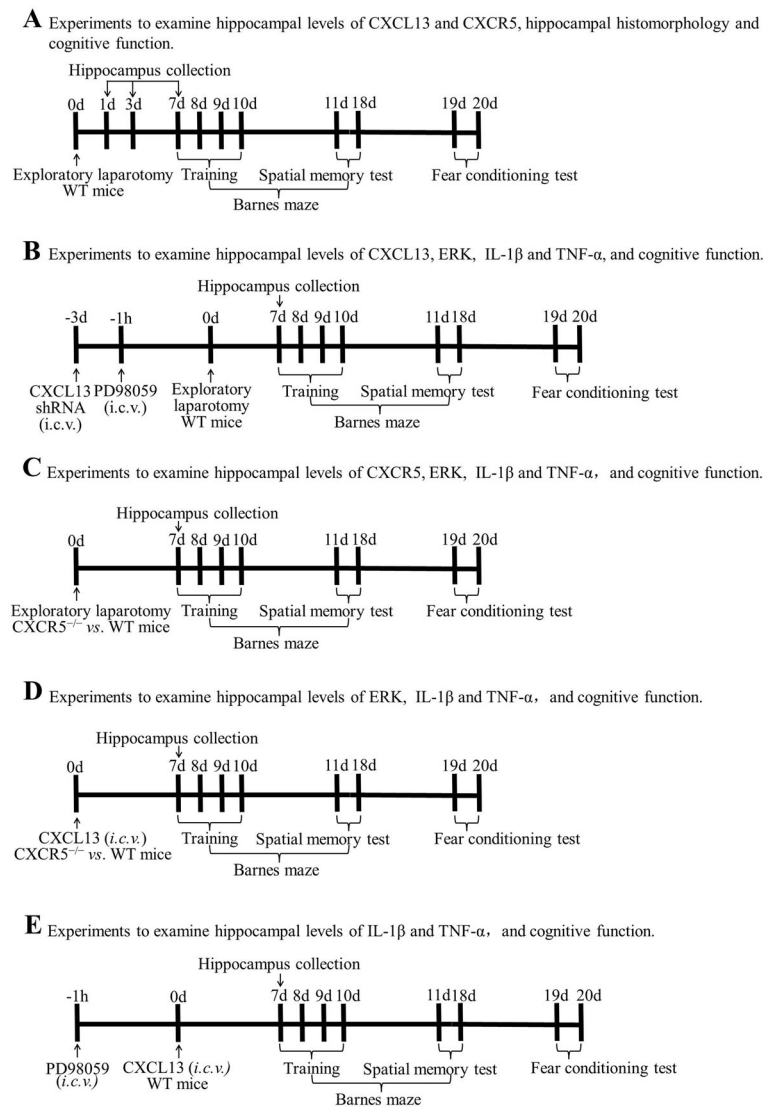 A Experiments to examine hippocampal levels of CXCL13 and CXCR5, hippocampal histomorphology and
cognitive function.
Hippocampus collection
0d 1d 3d 7d 8d 9d 10d 11d 18d 19d 20d
Exploratory laparotomy
WT mice
Training Spatial memory test Fear conditioning test
Barnes maze
B Experiments to examine hippocampal levels of CXCL13, ERK, IL-1β and TNF-α, and cognitive function.
Hippocampus collection
-3d -1h 0d 7d 8d 9d 10d 11d 18d 19d 20d
CXCL13
shRNA
(i.c.v.)
PD98059
(i.c.v.)
Exploratory
laparotomy
WT mice
Training Spatial memory test Fear conditioning test
Barnes maze
C Experiments to examine hippocampal levels of CXCR5, ERK, IL-1β and TNF-α, and cognitive function.
Hippocampus collection
0d 7d 8d 9d 10d 11d 18d 19d 20d
Exploratory laparotomy
CXCR5⁻/⁻ vs. WT mice
Training Spatial memory test Fear conditioning test
Barnes maze
D Experiments to examine hippocampal levels of ERK, IL-1β and TNF-α, and cognitive function.
Hippocampus collection
0d 7d 8d 9d 10d 11d 18d 19d 20d
CXCL13 (i.c.v.)
CXCR5⁻/⁻ vs. WT mice
Training Spatial memory test Fear conditioning test
Barnes maze
E Experiments to examine hippocampal levels of IL-1β and TNF-α, and cognitive function.
Hippocampus collection
-1h 0d 7d 8d 9d 10d 11d 18d 19d 20d
PD98059
(i.c.v.)
CXCL13 (i.c.v.)
WT mice
Training Spatial memory test Fear conditioning test
Barnes maze